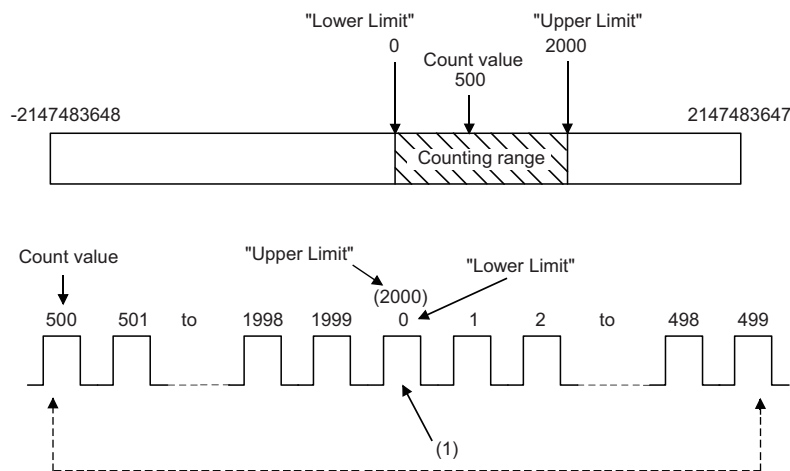 "Lower Limit"
0
"Upper Limit"
2000
Count value
500
-2147483648
2147483647
Counting range
Count value
"Upper Limit"
"Lower Limit"
(2000)
500 501 to 1998 1999 0 1 2 to 498 499
(1)